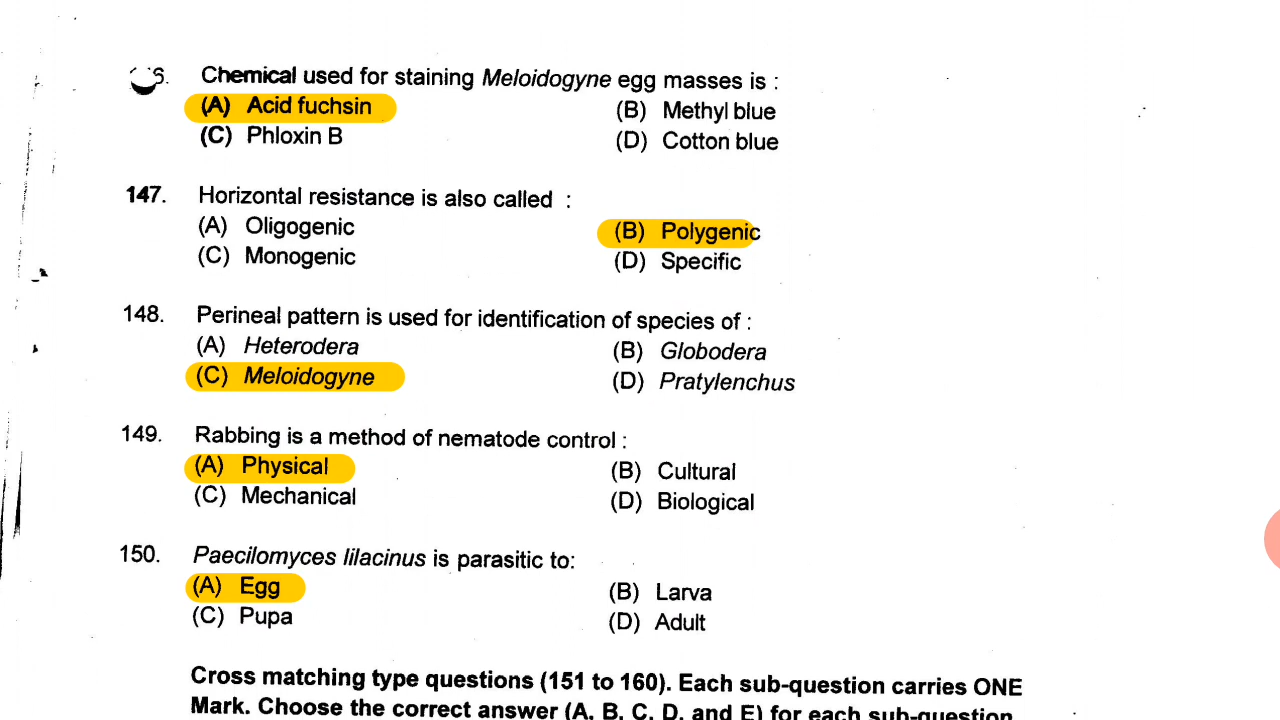 6. Chemical used for staining Meloidogyne egg masses is :
(A) Acid fuchsin (B) Methyl blue
(C) Phloxin B (D) Cotton blue
147. Horizontal resistance is also called :
(A) Oligogenic (B) Polygenic
(C) Monogenic (D) Specific
148. Perineal pattern is used for identification of species of :
(A) Heterodera (B) Globodera
(C) Meloidogyne (D) Pratylenchus
149. Rabbing is a method of nematode control :
(A) Physical (B) Cultural
(C) Mechanical (D) Biological
150. Paecilomyces lilacinus is parasitic to:
(A) Egg (B) Larva
(C) Pupa (D) Adult
Cross matching type questions (151 to 160). Each sub-question carries ONE
Mark. Choose the correct answer (A, B, C, D, and E) for each sub-question